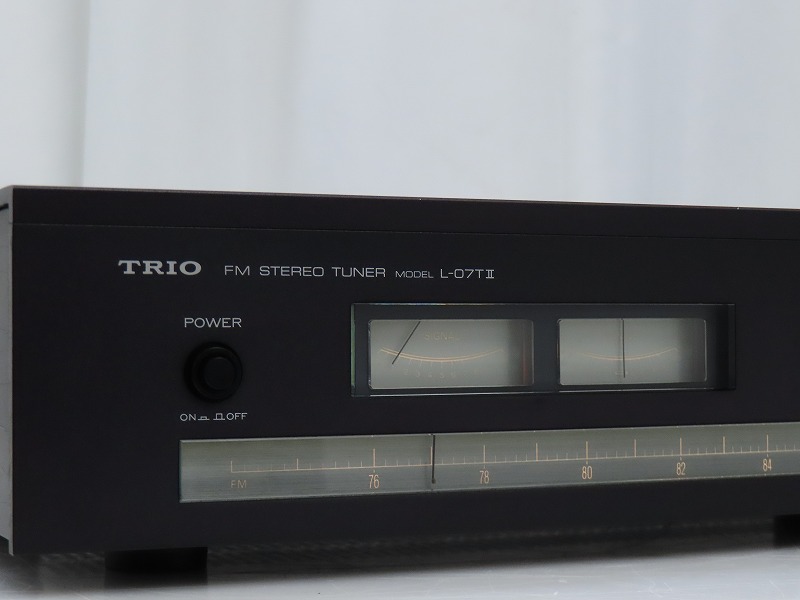 TRIO FM STEREO TUNER MODEL L-07TII
POWER
ON OFF
FM 76 78 80 82 84